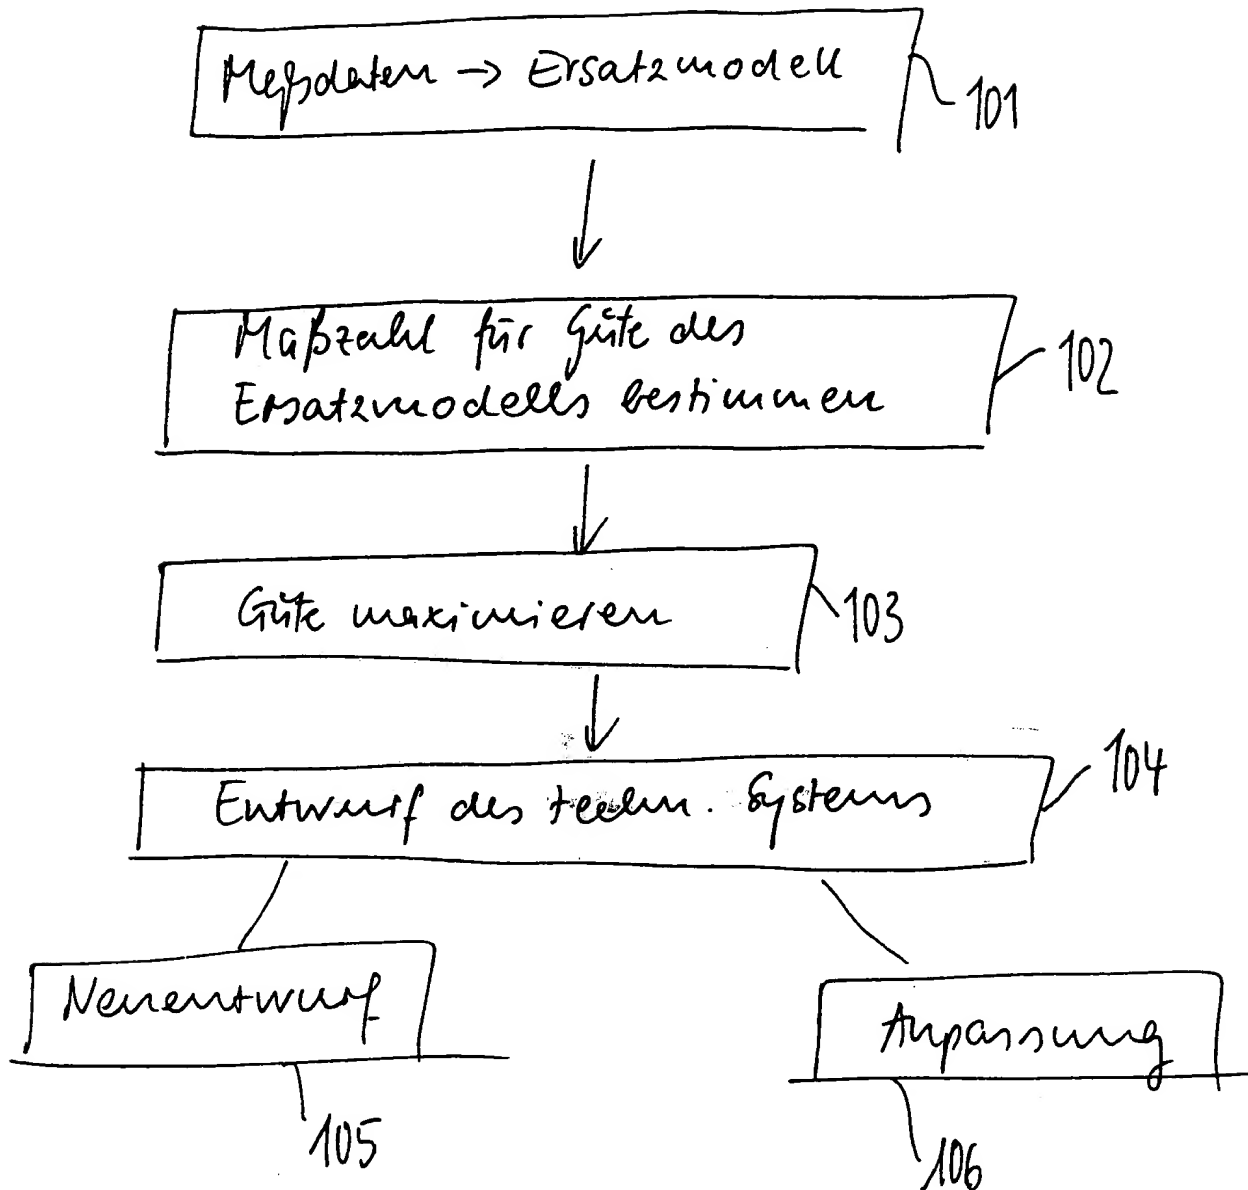 Meßdaten → Ersatzmodell
101
Maßzahl für Güte des
Ersatzmodells bestimmen
102
Güte maximieren
103
Entwurf des techn. Systems
104
Neuentwurf
Anpassung
105
106